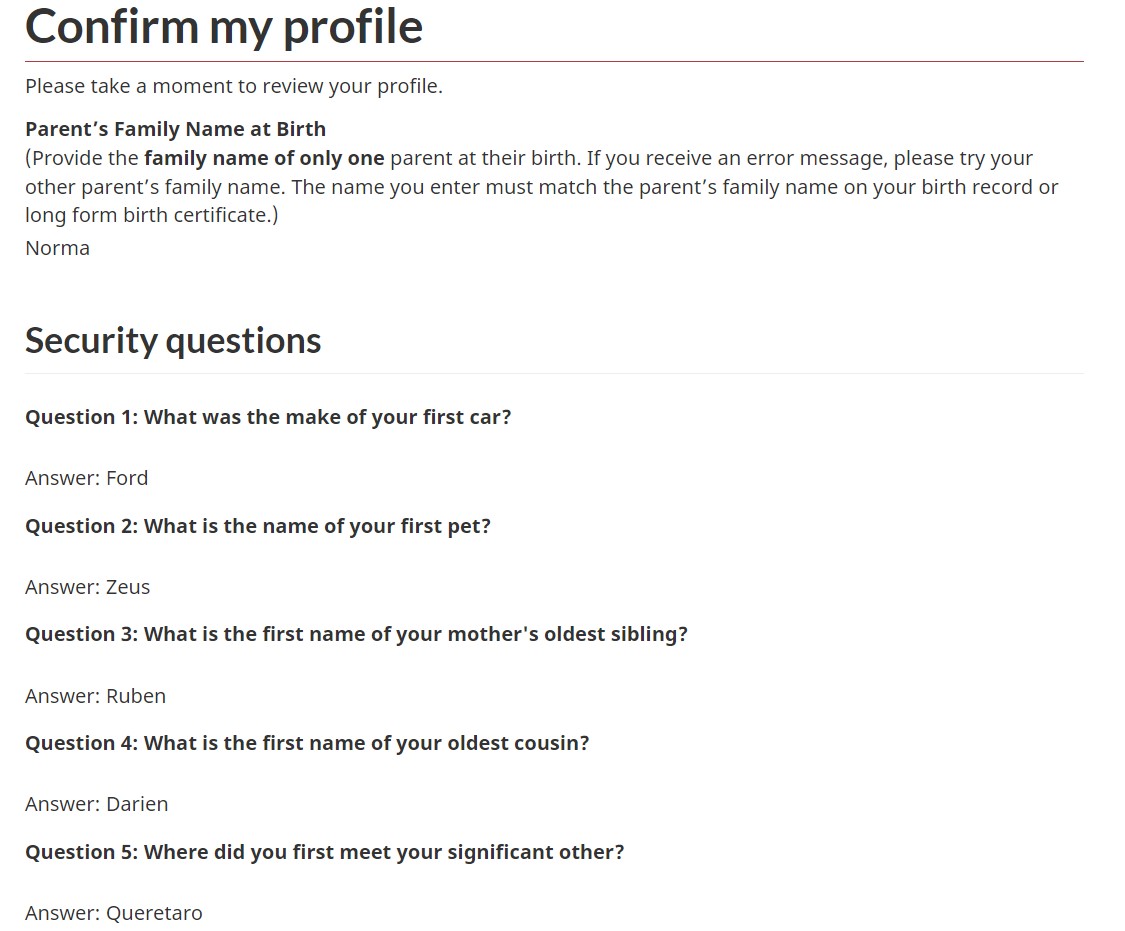 Confirm my profile
Please take a moment to review your profile.
Parent’s Family Name at Birth
(Provide the family name of only one parent at their birth. If you receive an error message, please try your
other parent’s family name. The name you enter must match the parent’s family name on your birth record or
long form birth certificate.)
Norma
Security questions
Question 1: What was the make of your first car?
Answer: Ford
Question 2: What is the name of your first pet?
Answer: Zeus
Question 3: What is the first name of your mother's oldest sibling?
Answer: Ruben
Question 4: What is the first name of your oldest cousin?
Answer: Darien
Question 5: Where did you first meet your significant other?
Answer: Queretaro